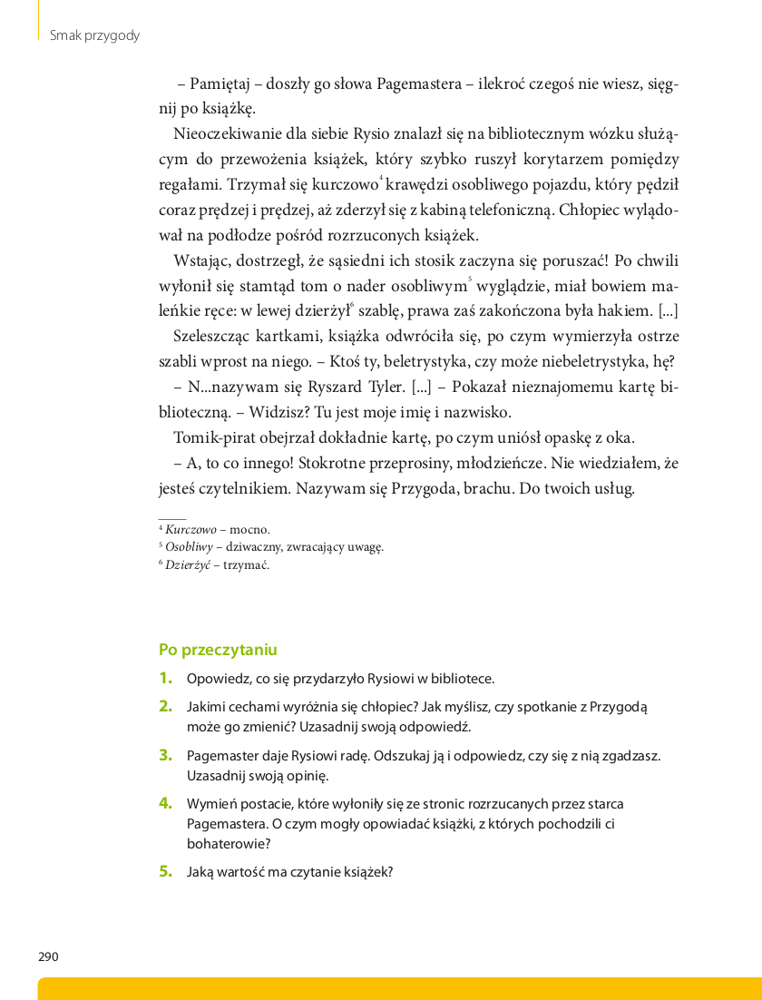 Smak przygody
– Pamiętaj – doszły go słowa Pagemastera – ilekroć czegoś nie wiesz, sięg-
nij po książkę.
Nieoczekiwanie dla siebie Rysio znalazł się na bibliotecznym wózku służą-
cym do przewożenia książek, który szybko ruszył korytarzem pomiędzy
regałami. Trzymał się kurczowo⁴ krawędzi osobliwego pojazdu, który pędził
coraz prędzej i prędzej, aż zderzył się z kabiną telefoniczną. Chłopiec wylądo-
wał na podłodze pośród rozrzuconych książek.
Wstając, dostrzegł, że sąsiedni ich stosik zaczyna się poruszać! Po chwili
wyłonił się stamtąd tom o nader osobliwym⁵ wyglądzie, miał bowiem ma-
leńkie ręce: w lewej dzierżył⁶ szablę, prawa zaś zakończona była hakiem. [...]
Szeleszcząc kartkami, książka odwróciła się, po czym wymierzyła ostrze
szabli wprost na niego. – Ktoś ty, beletrystyka, czy może niebeletrystyka, hę?
– N...nazywam się Ryszard Tyler. [...] – Pokazał nieznajomemu kartę bi-
blioteczną. – Widzisz? Tu jest moje imię i nazwisko.
Tomik-pirat obejrzał dokładnie kartę, po czym uniósł opaskę z oka.
– A, to co innego! Stokrotne przeprosiny, młodzieńcze. Nie wiedziałem, że
jesteś czytelnikiem. Nazywam się Przygoda, brachu. Do twoich usług.
⁴ Kurczowo – mocno.
⁵ Osobliwy – dziwaczny, zwracający uwagę.
⁶ Dzierżyć – trzymać.
Po przeczytaniu
1. Opowiedz, co się przydarzyło Rysiowi w bibliotece.
2. Jakimi cechami wyróżnia się chłopiec? Jak myślisz, czy spotkanie z Przygodą
może go zmienić? Uzasadnij swoją odpowiedź.
3. Pagemaster daje Rysiowi radę. Odszukaj ją i odpowiedz, czy się z nią zgadzasz.
Uzasadnij swoją opinię.
4. Wymień postacie, które wyłoniły się ze stronic rozrzucanych przez starca
Pagemastera. O czym mogły opowiadać książki, z których pochodzili ci
bohaterowie?
5. Jaką wartość ma czytanie książek?
290